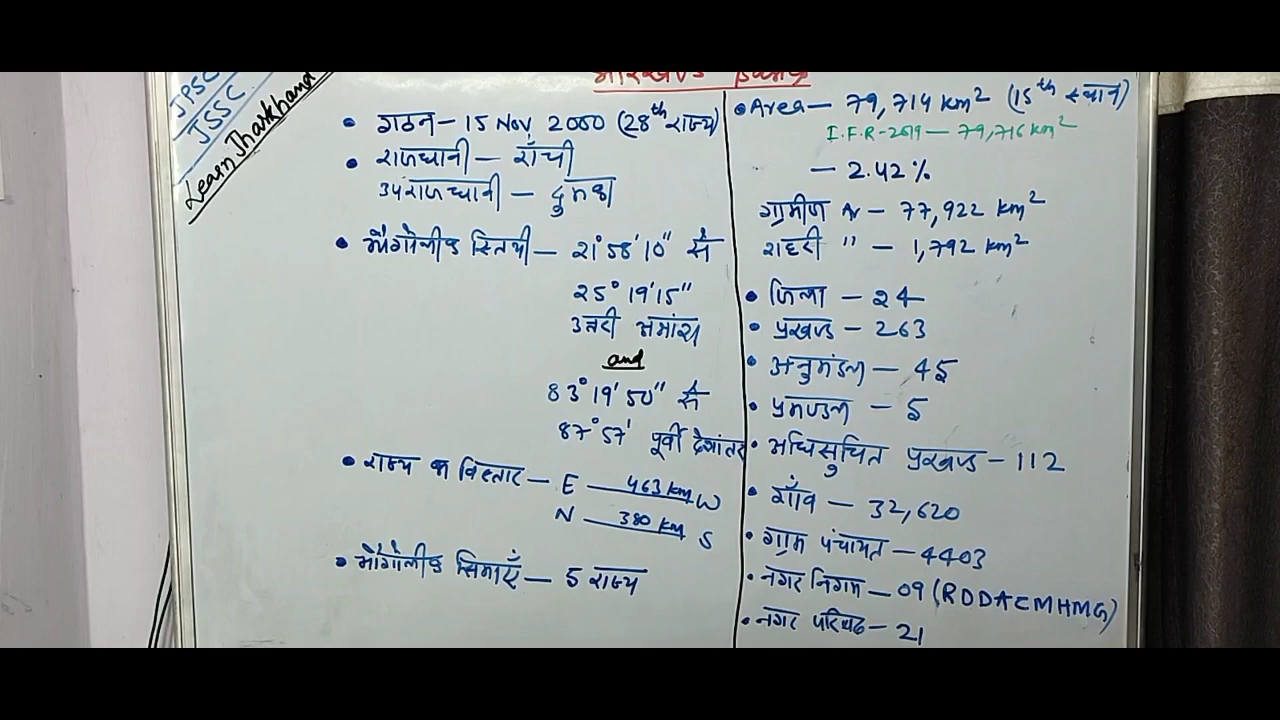 JPSC
JSSC
Learn Jharkhand
झारखण्ड Basic
• गठन – 15 Nov, 2000 (28th राज्य)
• राजधानी – राँची
उपराजधानी – दुमका
• भौगोलीक स्तिथी – 21° 58' 10" से
25° 19' 15"
उत्तरी अंमांश
and
83° 19' 50" से
87° 57' पूर्वी देशांतर
• राज्य का विस्तार – E — 463 km W
N — 380 km S
• भौगोलीक सिमाएँ – 5 राज्य
• Area – 79,714 km² (15th स्थान)
I.F.R-2019 – 79,716 km²
– 2.42%
ग्रामीण Ar – 77,922 km²
शहरी " – 1,792 km²
• जिला – 24
• प्रखण्ड – 263
• अनुमंडल – 45
• प्रमण्डल – 5
• अधिसुचित प्रखण्ड – 112
• गाँव – 32,620
• ग्राम पंचायत – 4403
• नगर निगम – 09 (RDDACMHMG)
• नगर परिषद – 21